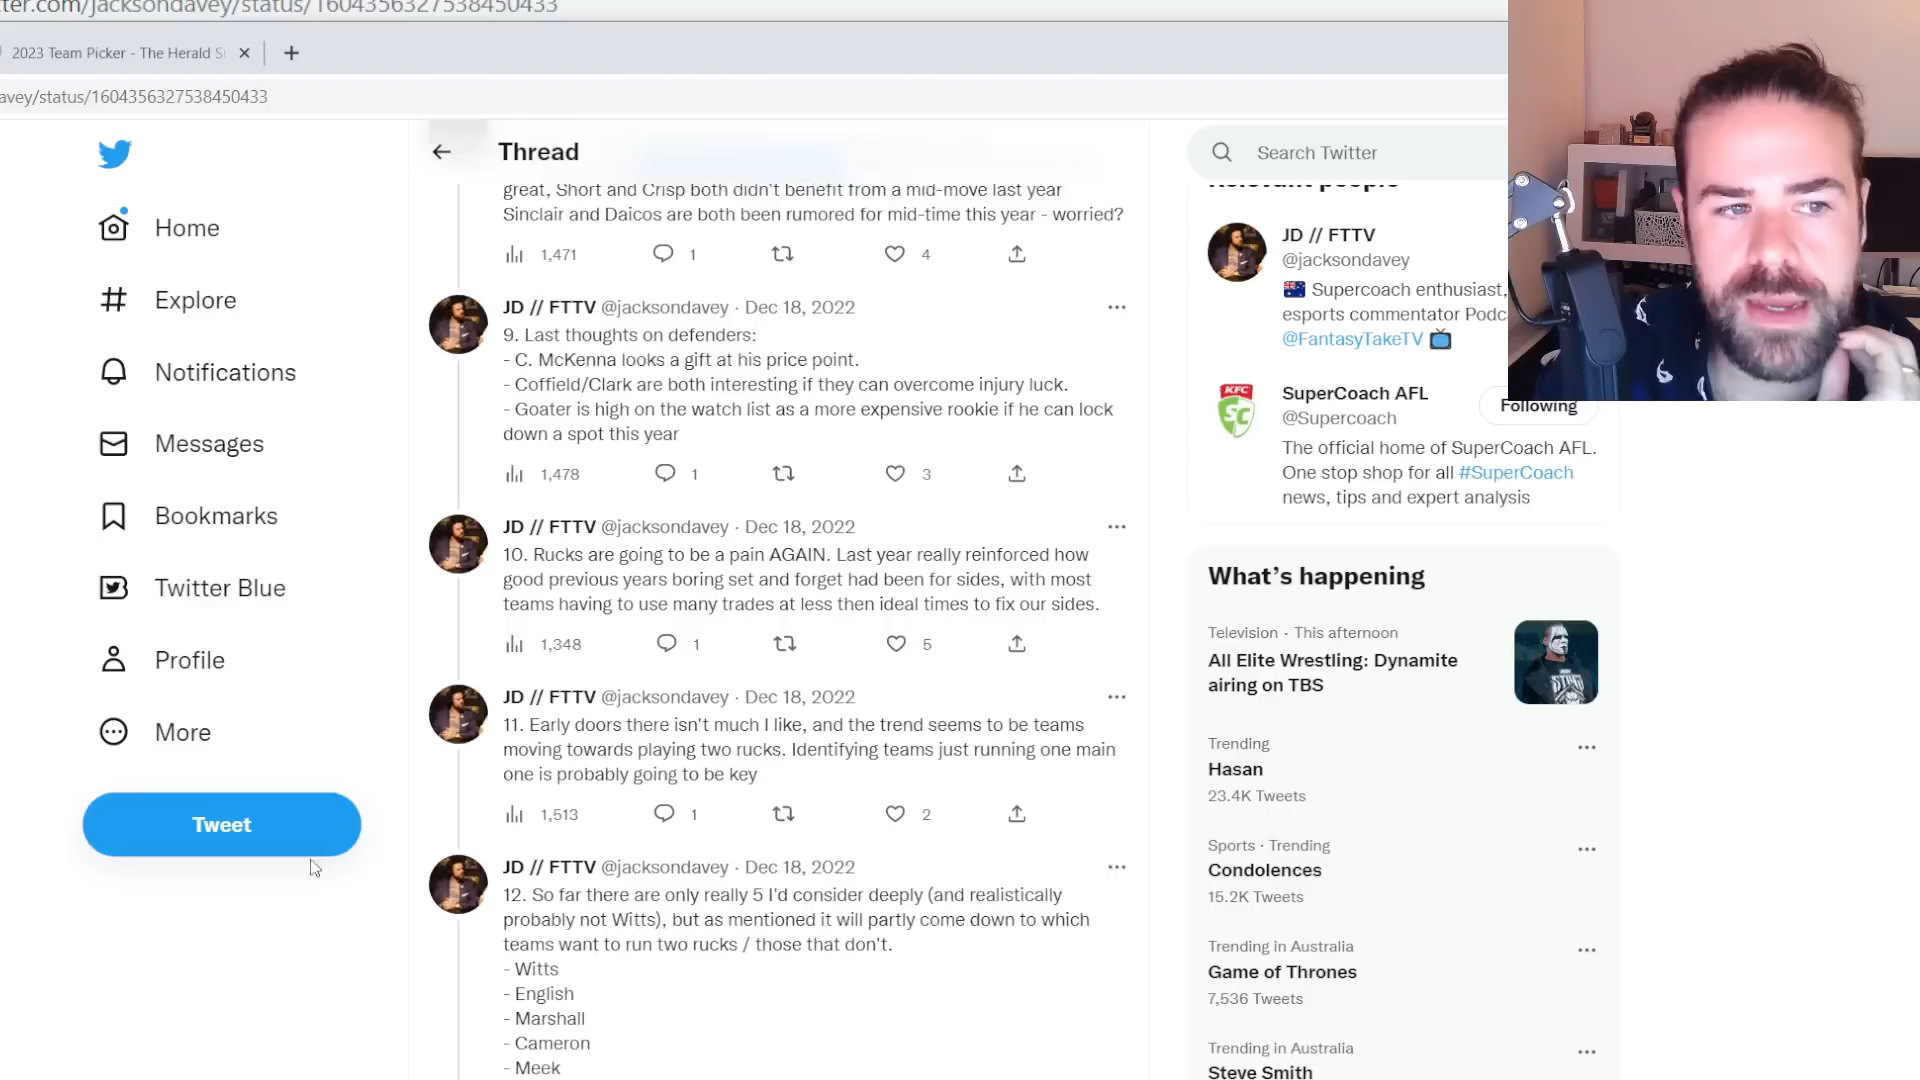 tter.com/jacksondavey/status/1604356327538450433
2023 Team Picker - The Herald Su
avey/status/1604356327538450433
Home
Explore
Notifications
Messages
Bookmarks
Twitter Blue
Profile
More
Tweet
Thread
great, Short and Crisp both didn't benefit from a mid-move last year
Sinclair and Daicos are both been rumored for mid-time this year - worried?
1,471 1 4
JD // FTTV @jacksondavey · Dec 18, 2022
9. Last thoughts on defenders:
- C. McKenna looks a gift at his price point.
- Coffield/Clark are both interesting if they can overcome injury luck.
- Goater is high on the watch list as a more expensive rookie if he can lock
down a spot this year
1,478 1 3
JD // FTTV @jacksondavey · Dec 18, 2022
10. Rucks are going to be a pain AGAIN. Last year really reinforced how
good previous years boring set and forget had been for sides, with most
teams having to use many trades at less then ideal times to fix our sides.
1,348 1 5
JD // FTTV @jacksondavey · Dec 18, 2022
11. Early doors there isn't much I like, and the trend seems to be teams
moving towards playing two rucks. Identifying teams just running one main
one is probably going to be key
1,513 1 2
JD // FTTV @jacksondavey · Dec 18, 2022
12. So far there are only really 5 I'd consider deeply (and realistically
probably not Witts), but as mentioned it will partly come down to which
teams want to run two rucks / those that don't.
- Witts
- English
- Marshall
- Cameron
- Meek
Search Twitter
Relevant people
JD // FTTV
@jacksondavey
Supercoach enthusiast,
esports commentator Podc
@FantasyTakeTV
KFC
SC
SuperCoach AFL
@Supercoach
Following
The official home of SuperCoach AFL.
One stop shop for all #SuperCoach
news, tips and expert analysis
What's happening
Television · This afternoon
All Elite Wrestling: Dynamite
airing on TBS
STING
Trending
Hasan
23.4K Tweets
Sports · Trending
Condolences
15.2K Tweets
Trending in Australia
Game of Thrones
7,536 Tweets
Trending in Australia
Steve Smith